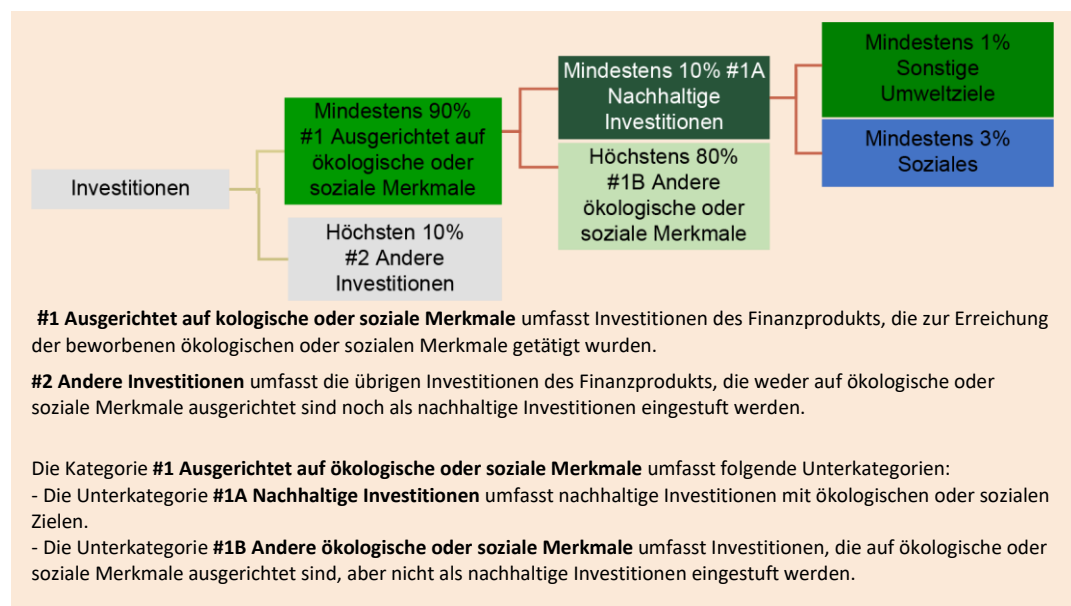 Investitionen
Mindestens 90%
#1 Ausgerichtet auf
ökologische oder
soziale Merkmale
Höchsten 10%
#2 Andere
Investitionen
Mindestens 10% #1A
Nachhaltige
Investitionen
Höchstens 80%
#1B Andere
ökologische oder
soziale Merkmale
Mindestens 1%
Sonstige
Umweltziele
Mindestens 3%
Soziales
#1 Ausgerichtet auf kologische oder soziale Merkmale umfasst Investitionen des Finanzprodukts, die zur Erreichung
der beworbenen ökologischen oder sozialen Merkmale getätigt wurden.
#2 Andere Investitionen umfasst die übrigen Investitionen des Finanzprodukts, die weder auf ökologische oder
soziale Merkmale ausgerichtet sind noch als nachhaltige Investitionen eingestuft werden.
Die Kategorie #1 Ausgerichtet auf ökologische oder soziale Merkmale umfasst folgende Unterkategorien:
- Die Unterkategorie #1A Nachhaltige Investitionen umfasst nachhaltige Investitionen mit ökologischen oder sozialen
Zielen.
- Die Unterkategorie #1B Andere ökologische oder soziale Merkmale umfasst Investitionen, die auf ökologische oder
soziale Merkmale ausgerichtet sind, aber nicht als nachhaltige Investitionen eingestuft werden.